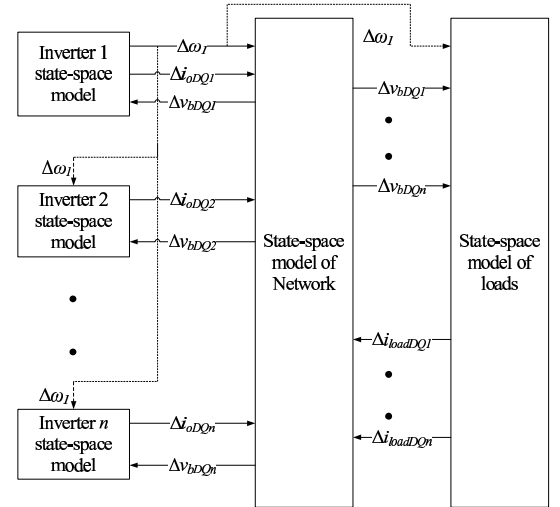 Inverter 1
state-space
model
Δω1
ΔioDQ1
ΔvbDQ1
Δω1
Δω1
Inverter 2
state-space
model
ΔioDQ2
ΔvbDQ2
Δω1
Inverter n
state-space
model
ΔioDQn
ΔvbDQn
State-space
model of
Network
ΔvbDQ1
ΔvbDQn
ΔiloadDQ1
ΔiloadDQn
State-space
model of
loads